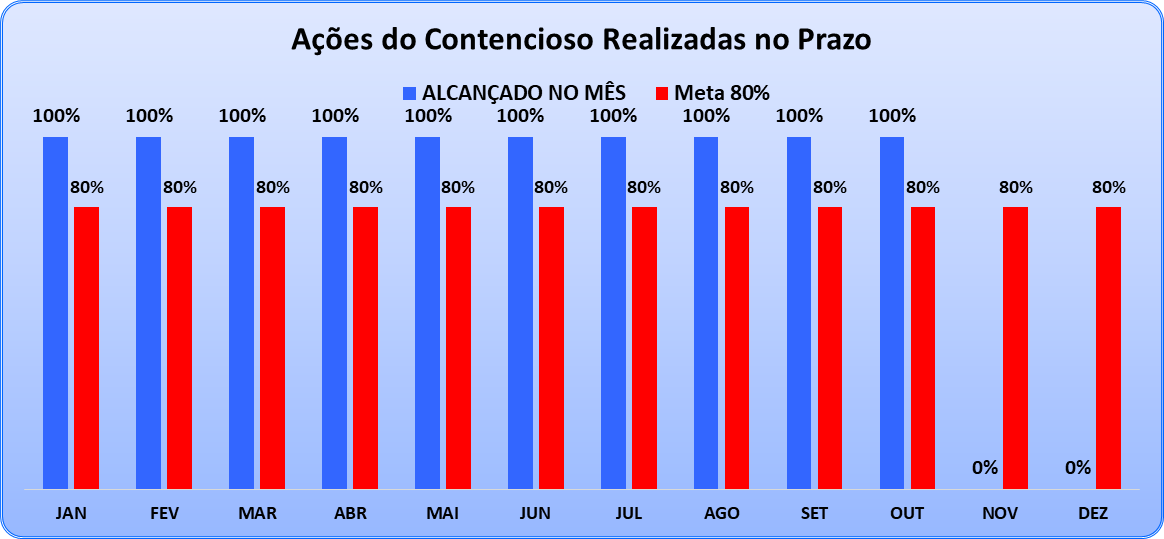 Ações do Contencioso Realizadas no Prazo
ALCANÇADO NO MÊS Meta 80%
100% 100% 100% 100% 100% 100% 100% 100% 100% 100%
80% 80% 80% 80% 80% 80% 80% 80% 80% 80% 80% 80%
0% 0%
JAN FEV MAR ABR MAI JUN JUL AGO SET OUT NOV DEZ